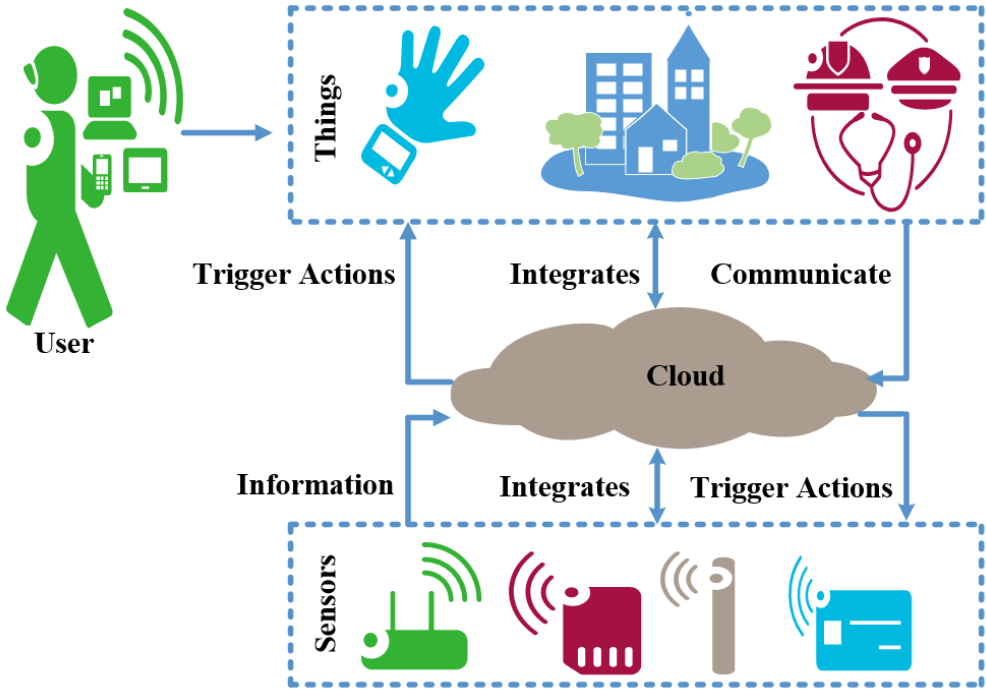 Things
Trigger Actions
Integrates
Communicate
User
Cloud
Information
Integrates
Trigger Actions
Sensors